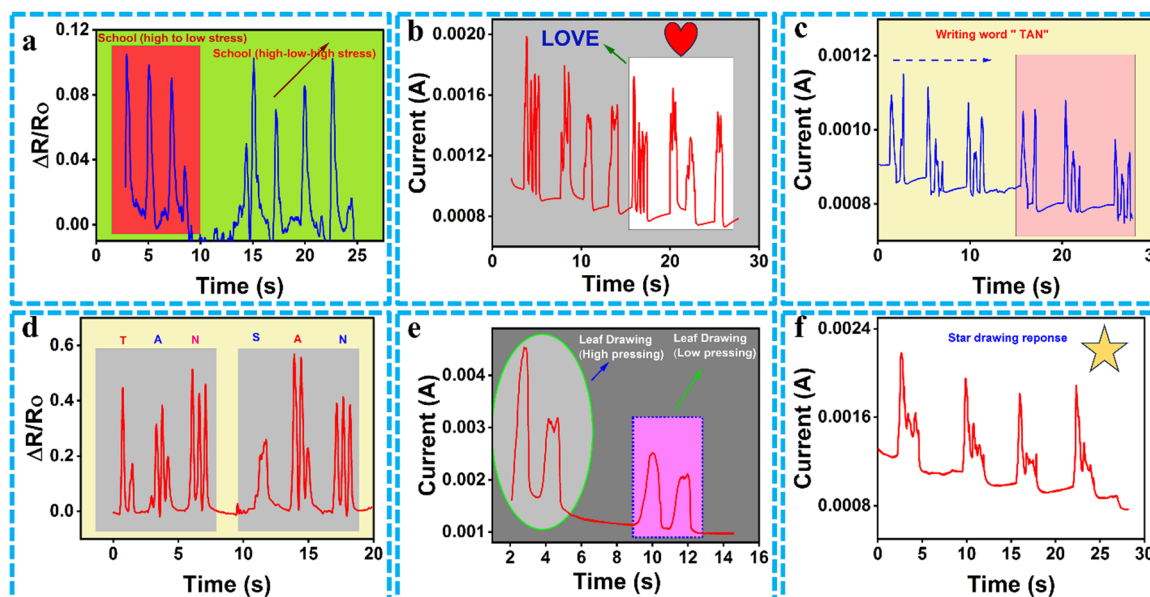 a
School (high to low stress)
School (high-low-high stress)
ΔR/Ro
0.12
0.08
0.04
0.00
0 5 10 15 20 25
Time (s)
b
LOVE
Current (A)
0.0020
0.0016
0.0012
0.0008
0 10 20 30
Time (s)
c
Writing word " TAN"
Current (A)
0.0012
0.0010
0.0008
0 10 20 30
Time (s)
d
T A N S A N
ΔR/Ro
0.6
0.4
0.2
0.0
0 5 10 15 20
Time (s)
e
Leaf Drawing
(High pressing)
Leaf Drawing
(Low pressing)
Current (A)
0.004
0.003
0.002
0.001
2 4 6 8 10 12 14 16
Time (s)
f
Star drawing reponse
Current (A)
0.0024
0.0016
0.0008
0 5 10 15 20 25 30
Time (s)